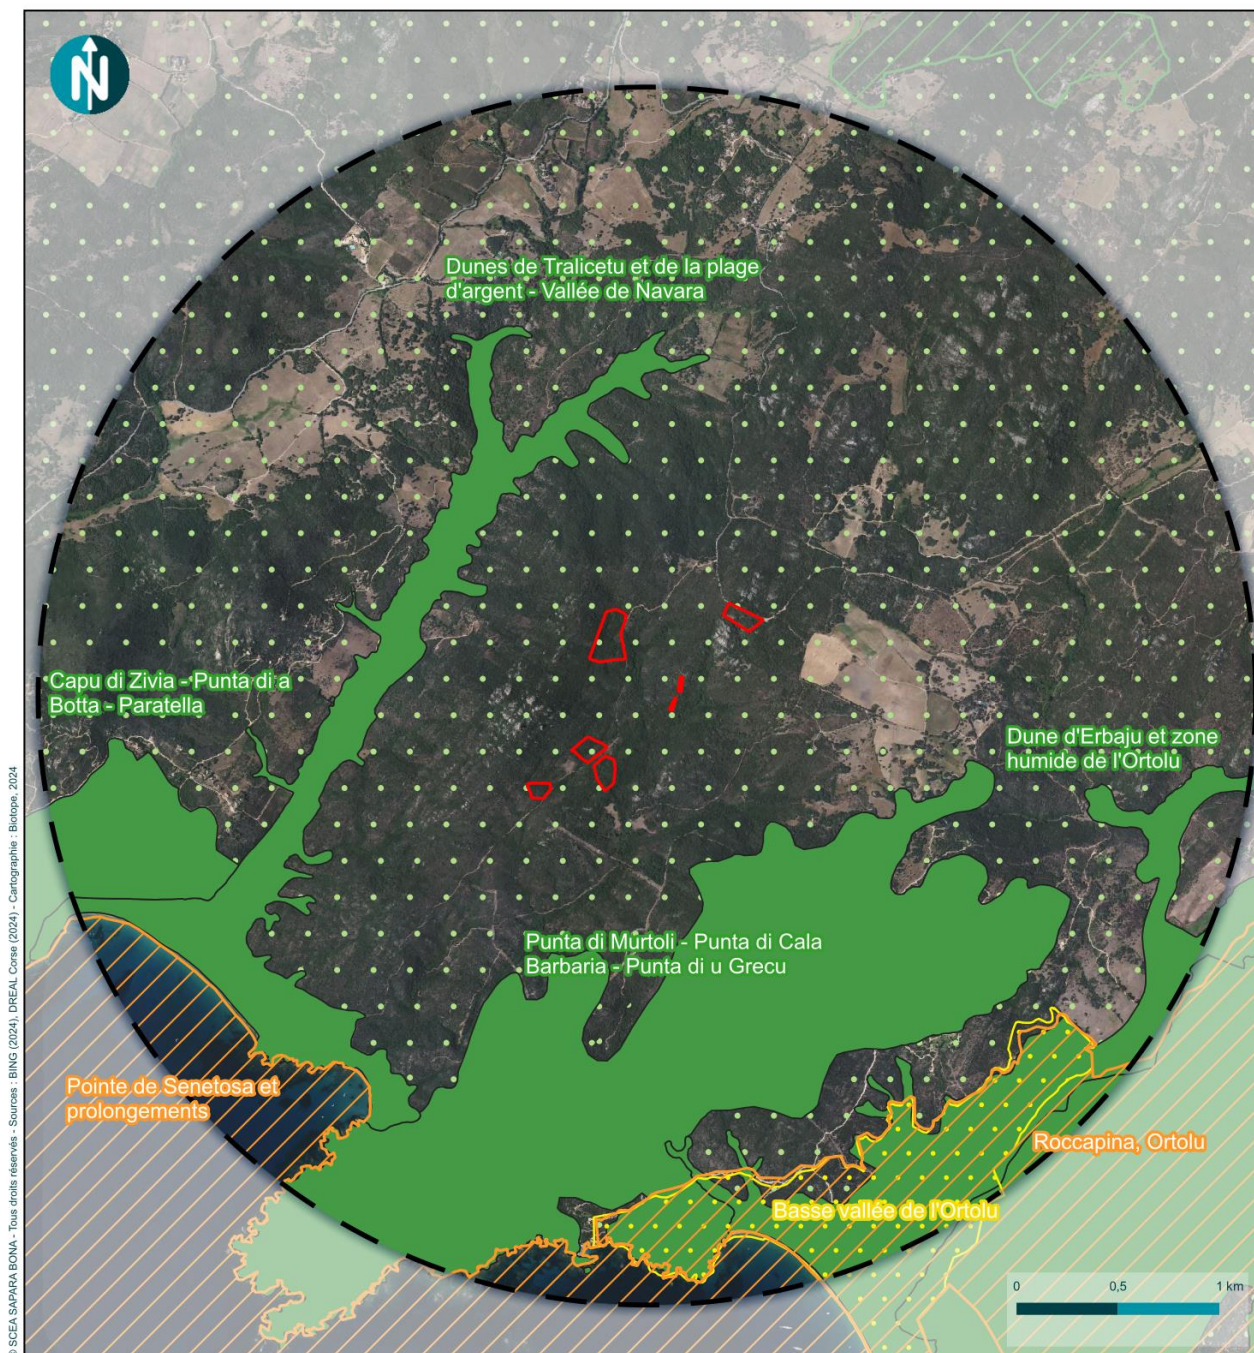 N
Dunes de Tralicetu et de la plage
d'argent - Vallée de Navara
Capu di Zivia - Punta di a
Botta - Paratella
Dune d'Erbaju et zone
humide de l'Ortolu
Punta di Murtoli - Punta di Cala
Barbaria - Punta di u Grecu
Pointe de Senetosa et
prolongements
Roccapina, Ortolu
Basse vallée de l'Ortolu
0 0,5 1 km
© SCEA SAPARA BONA - Tous droits réservés - Sources : BING (2024), DREAL Corse (2024) - Cartographie : Biotope, 2024